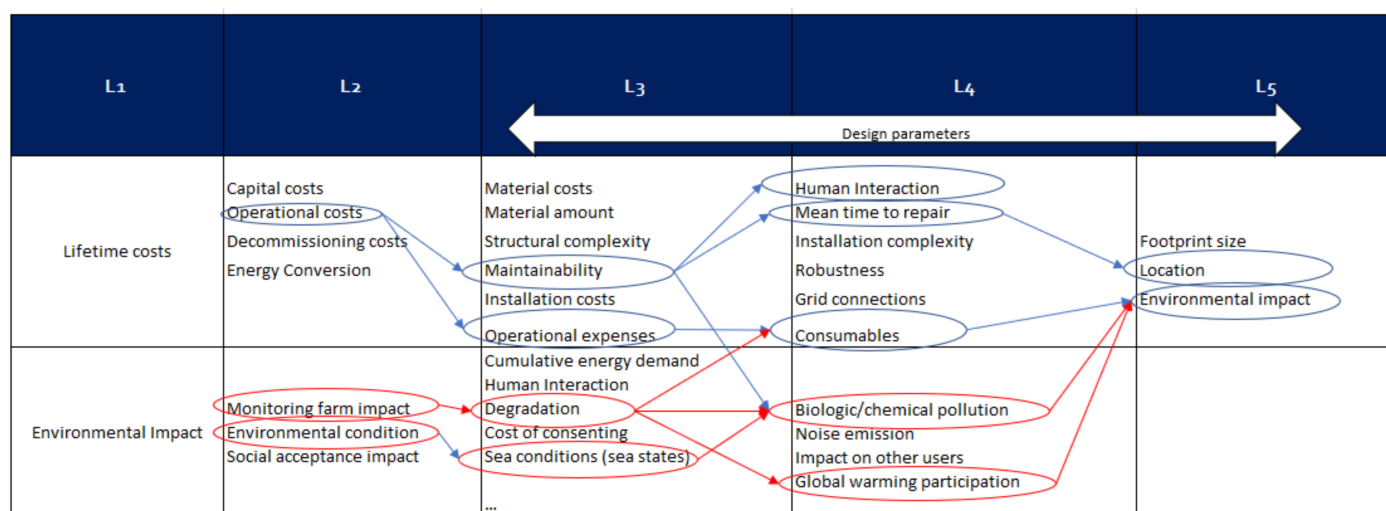 L1
L2
L3
L4
L5
Design parameters
Lifetime costs
Capital costs
Operational costs
Decommissioning costs
Energy Conversion
Material costs
Material amount
Structural complexity
Maintainability
Installation costs
Operational expenses
Human Interaction
Mean time to repair
Installation complexity
Robustness
Grid connections
Consumables
Footprint size
Location
Environmental impact
Environmental Impact
Monitoring farm impact
Environmental condition
Social acceptance impact
Cumulative energy demand
Human Interaction
Degradation
Cost of consenting
Sea conditions (sea states)
...
Biologic/chemical pollution
Noise emission
Impact on other users
Global warming participation